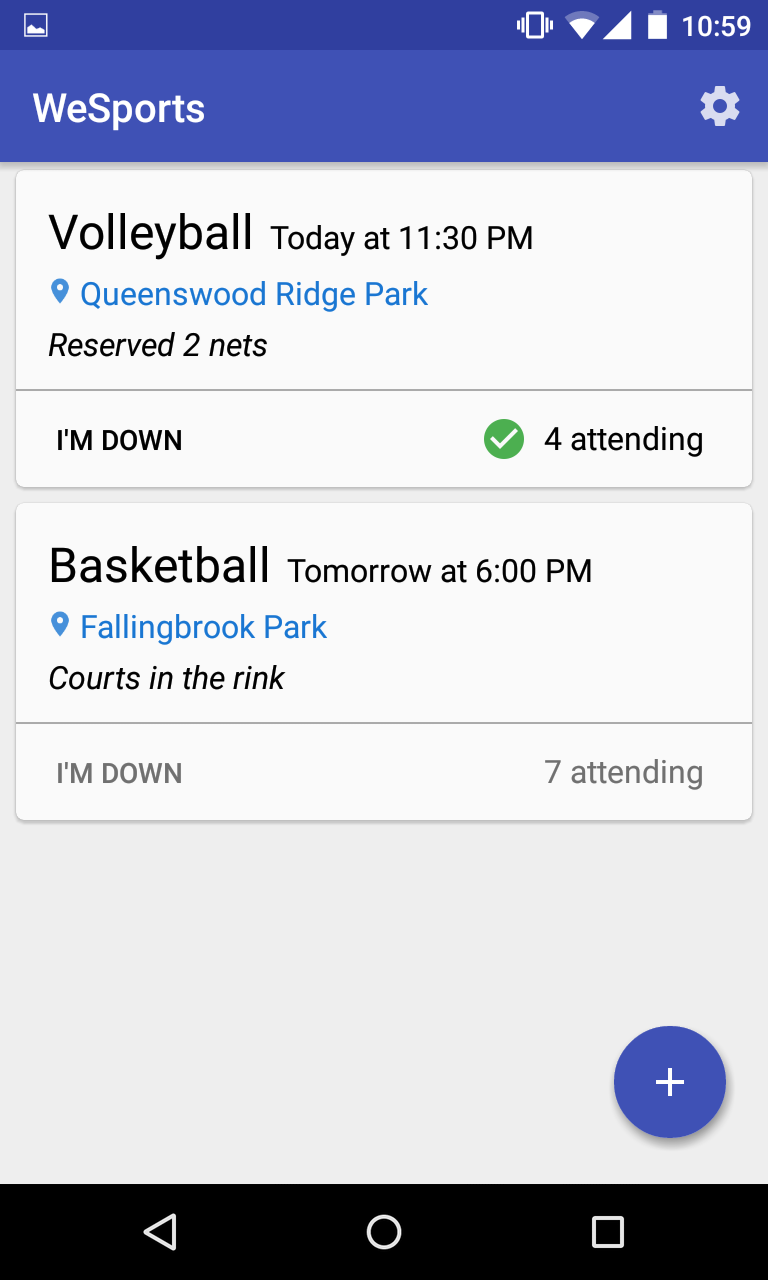 10:59
WeSports
Volleyball Today at 11:30 PM
Queenswood Ridge Park
Reserved 2 nets
I'M DOWN 4 attending
Basketball Tomorrow at 6:00 PM
Fallingbrook Park
Courts in the rink
I'M DOWN 7 attending